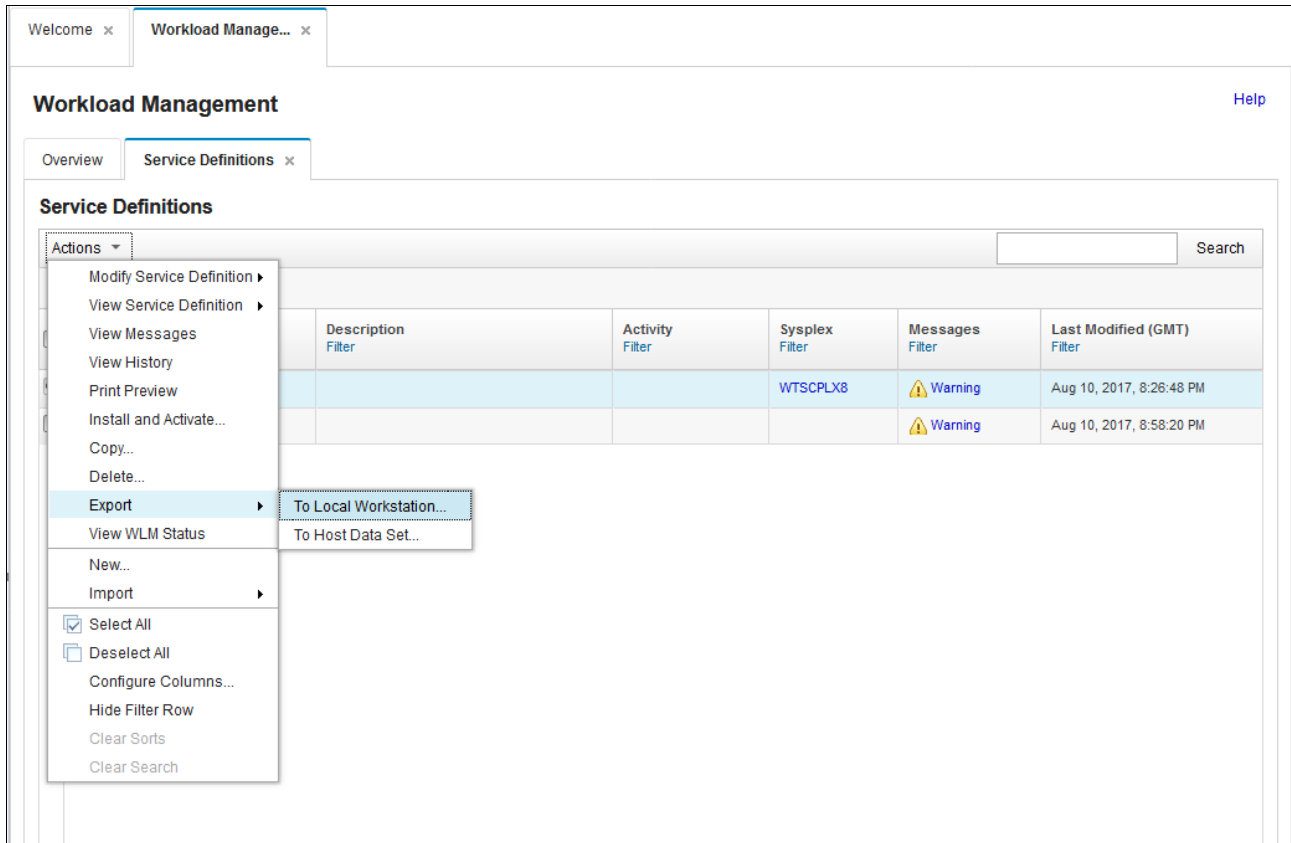 Welcome × Workload Manage... ×
Workload Management Help
Overview Service Definitions ×
Service Definitions
Actions Search
Modify Service Definition
View Service Definition
View Messages
View History
Print Preview
Install and Activate...
Copy...
Delete...
Export
View WLM Status
New...
Import
Select All
Deselect All
Configure Columns...
Hide Filter Row
Clear Sorts
Clear Search
To Local Workstation...
To Host Data Set...
Description Activity Sysplex Messages Last Modified (GMT)
Filter Filter Filter Filter Filter
WTSCPLX8 Warning Aug 10, 2017, 8:26:48 PM
Warning Aug 10, 2017, 8:58:20 PM